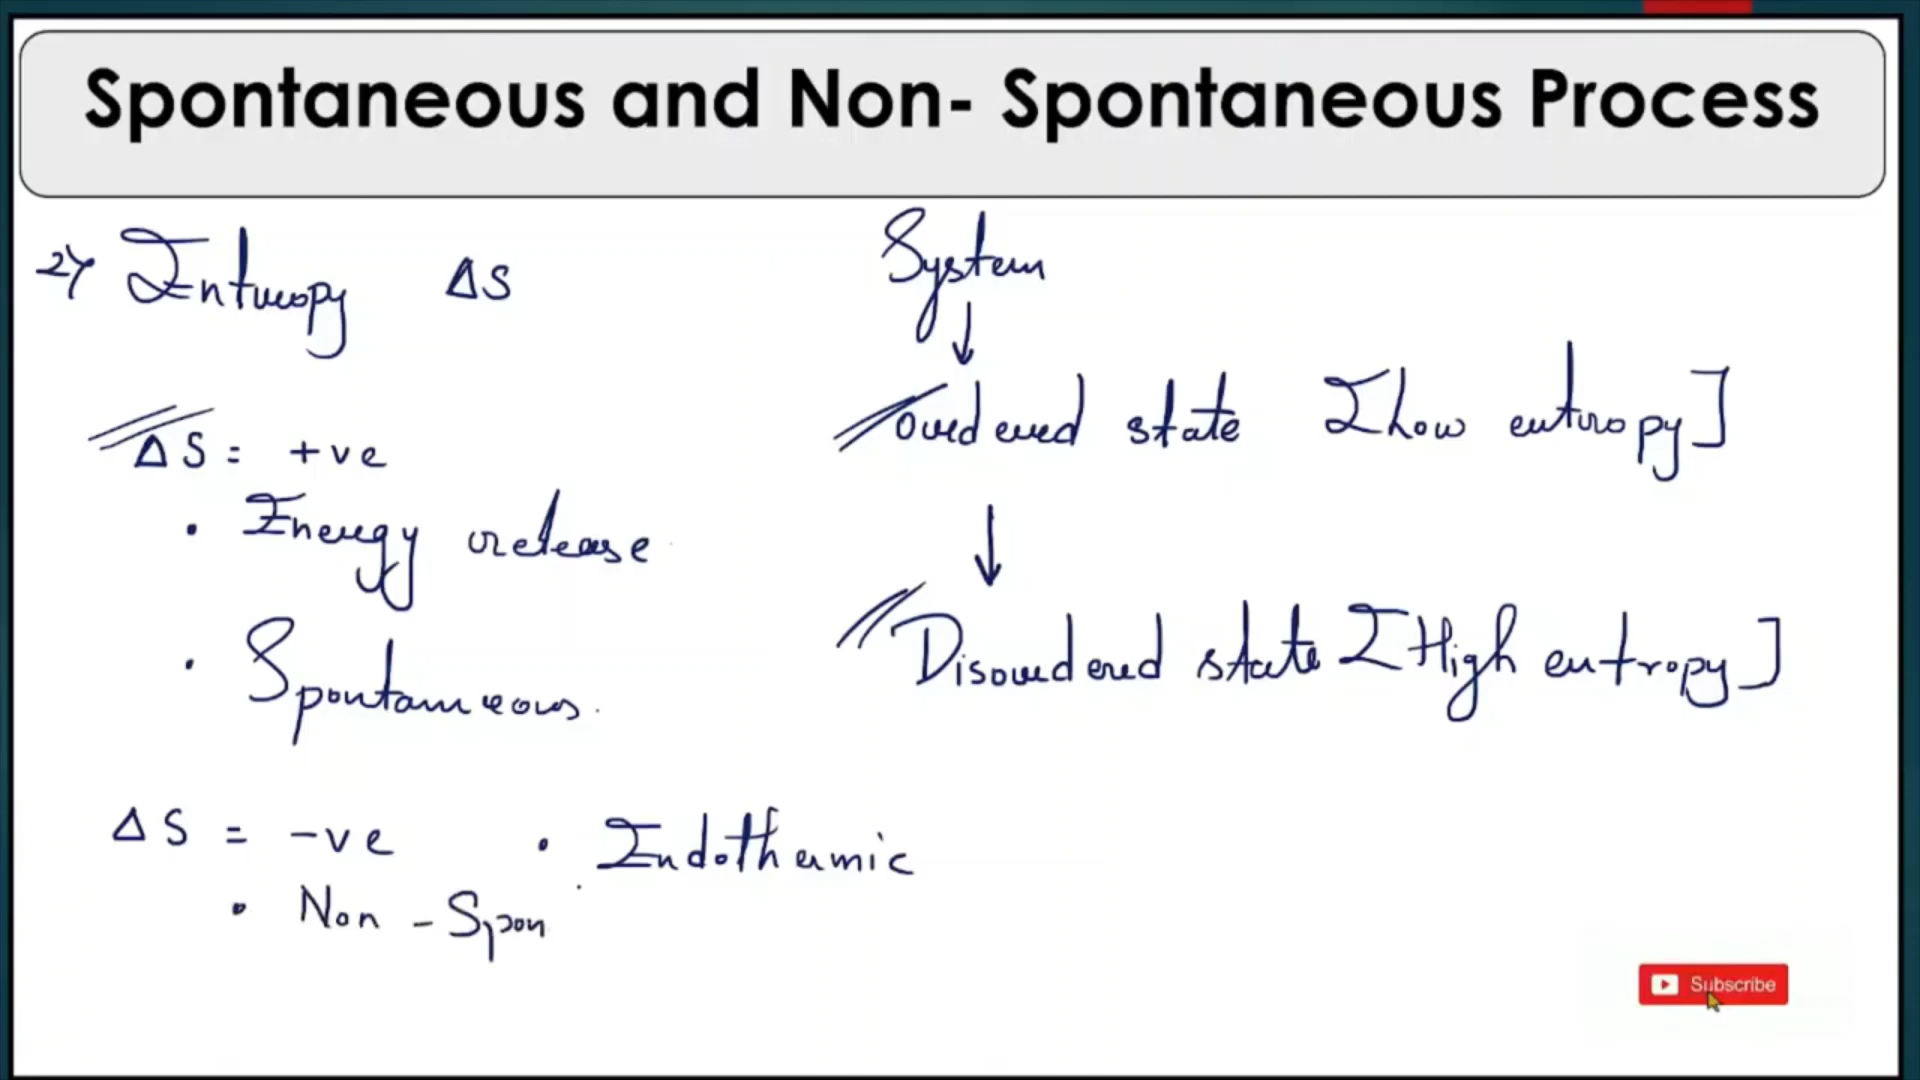 Spontaneous and Non- Spontaneous Process
2) Entropy ΔS
ΔS = +ve
• Energy release
• Spontaneous.
ΔS = -ve • Endothermic
• Non - Spon
System
↓
ordered state [Low entropy]
↓
Disordered state [High entropy]
Subscribe